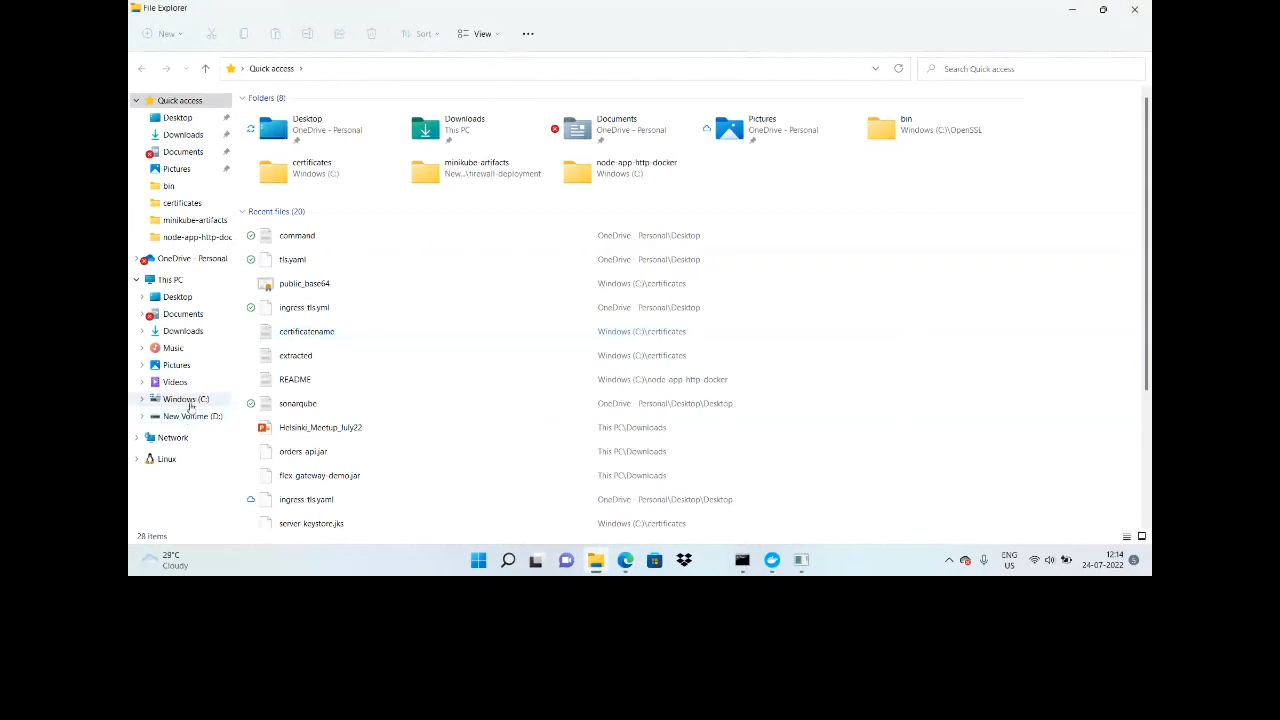 File Explorer
New
Sort
View
Quick access
Search Quick access
Quick access
Desktop
Downloads
Documents
Pictures
bin
certificates
minikube-artifacts
node-app-http-doc
OneDrive - Personal
This PC
Desktop
Documents
Downloads
Music
Pictures
Videos
Windows (C:)
New Volume (D:)
Network
Linux
Folders (8)
Desktop
OneDrive - Personal
Downloads
This PC
Documents
OneDrive - Personal
Pictures
OneDrive - Personal
bin
Windows (C:)\OpenSSL
certificates
Windows (C:)
minikube-artifacts
New...\firewall-deployment
node-app-http-docker
Windows (C:)
Recent files (20)
command OneDrive - Personal\Desktop
tls.yaml OneDrive - Personal\Desktop
public_base64 Windows (C:)\certificates
ingress-tls.yml OneDrive - Personal\Desktop
certificatename Windows (C:)\certificates
extracted Windows (C:)\certificates
README Windows (C:)\node-app-http-docker
sonarqube OneDrive - Personal\Desktop\Desktop
Helsinki_Meetup_July22 This PC\Downloads
orders-api.jar This PC\Downloads
flex-gateway-demo.jar This PC\Downloads
ingress-tls.yaml OneDrive - Personal\Desktop\Desktop
server-keystore.jks Windows (C:)\certificates
28 items
29°C
Cloudy
ENG
US
12:14
24-07-2022